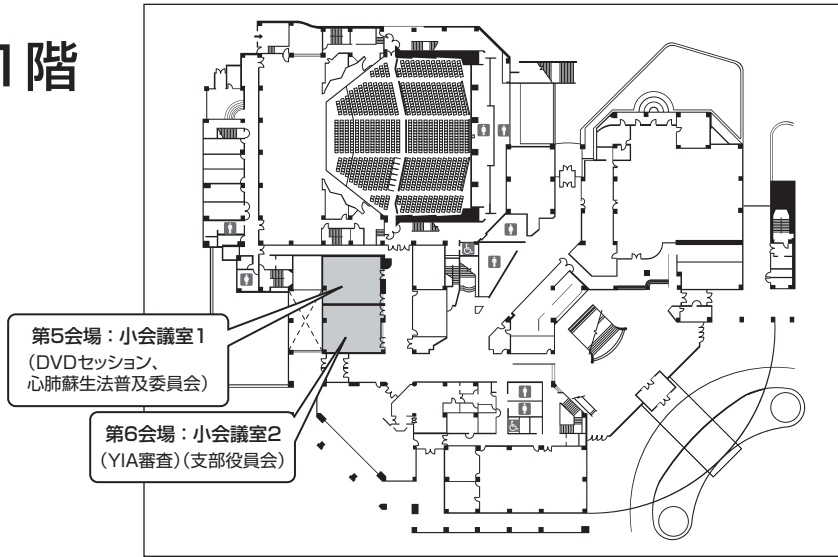 1階
第5会場：小会議室1
（DVDセッション、
心肺蘇生法普及委員会）
第6会場：小会議室2
（YIA審査）（支部役員会）